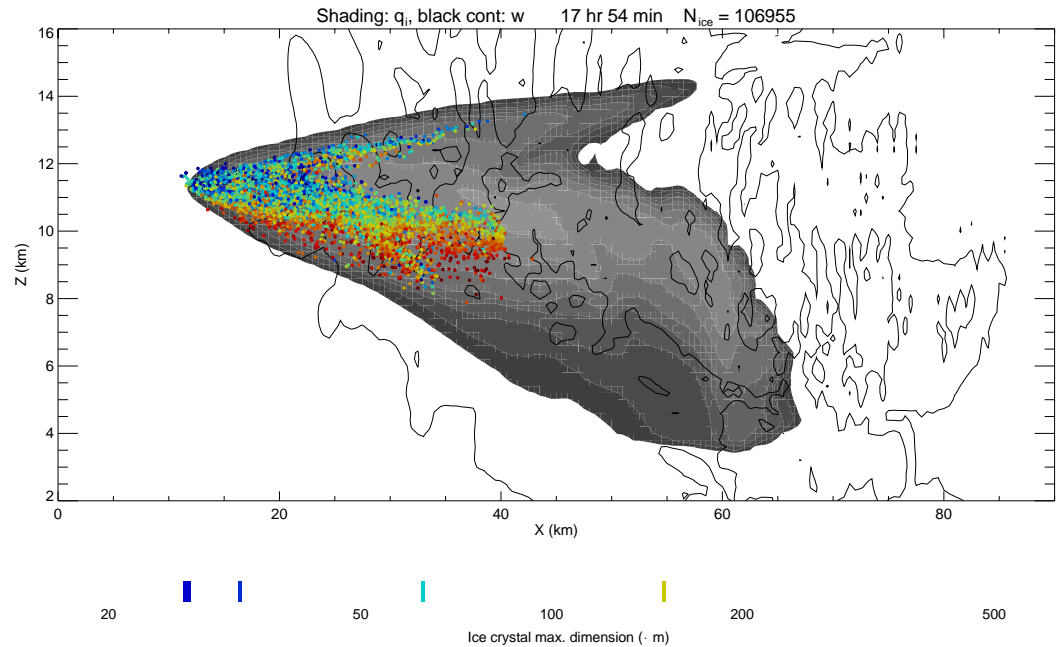 Shading: qi, black cont: w 17 hr 54 min Nice = 106955
16
14
12
10
8
6
4
2
Z (km)
0 20 40 60 80
X (km)
20 50 100 200 500
Ice crystal max. dimension (· m)